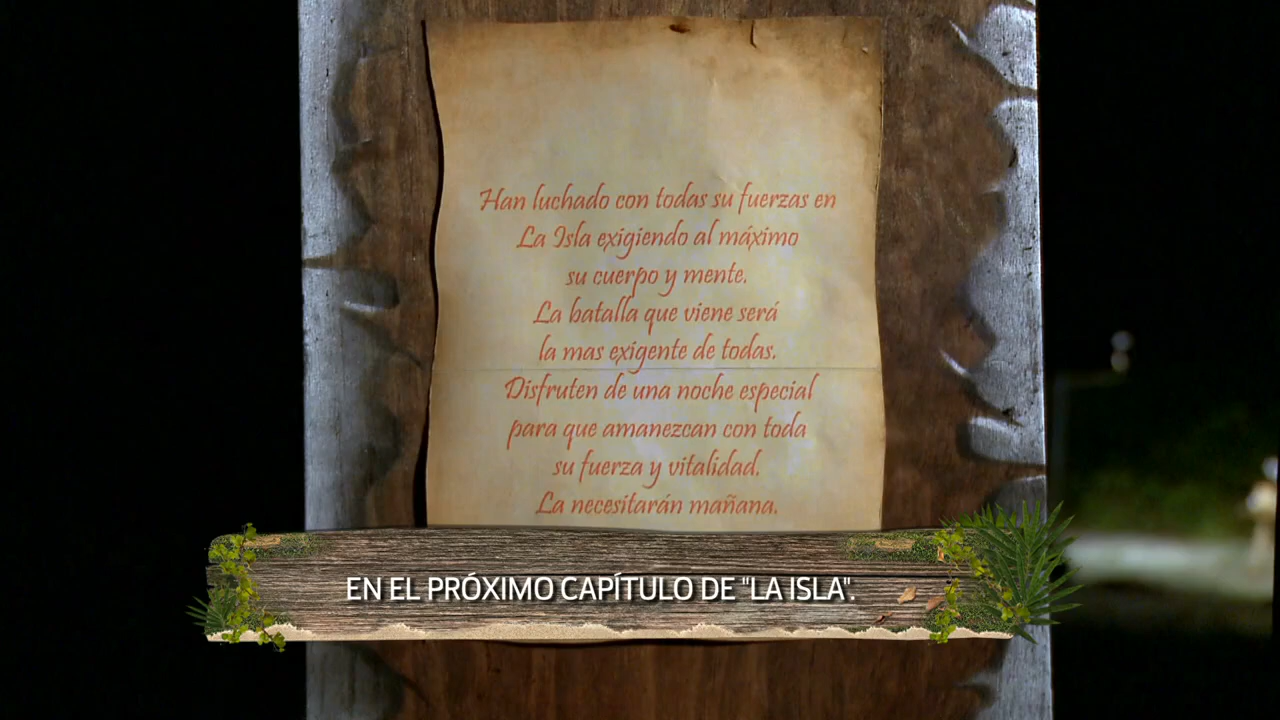 Han luchado con todas su fuerzas en
La Isla exigiendo al máximo
su cuerpo y mente.
La batalla que viene será
la mas exigente de todas.
Disfruten de una noche especial
para que amanezcan con toda
su fuerza y vitalidad.
La necesitarán mañana.
EN EL PRÓXIMO CAPÍTULO DE "LA ISLA".